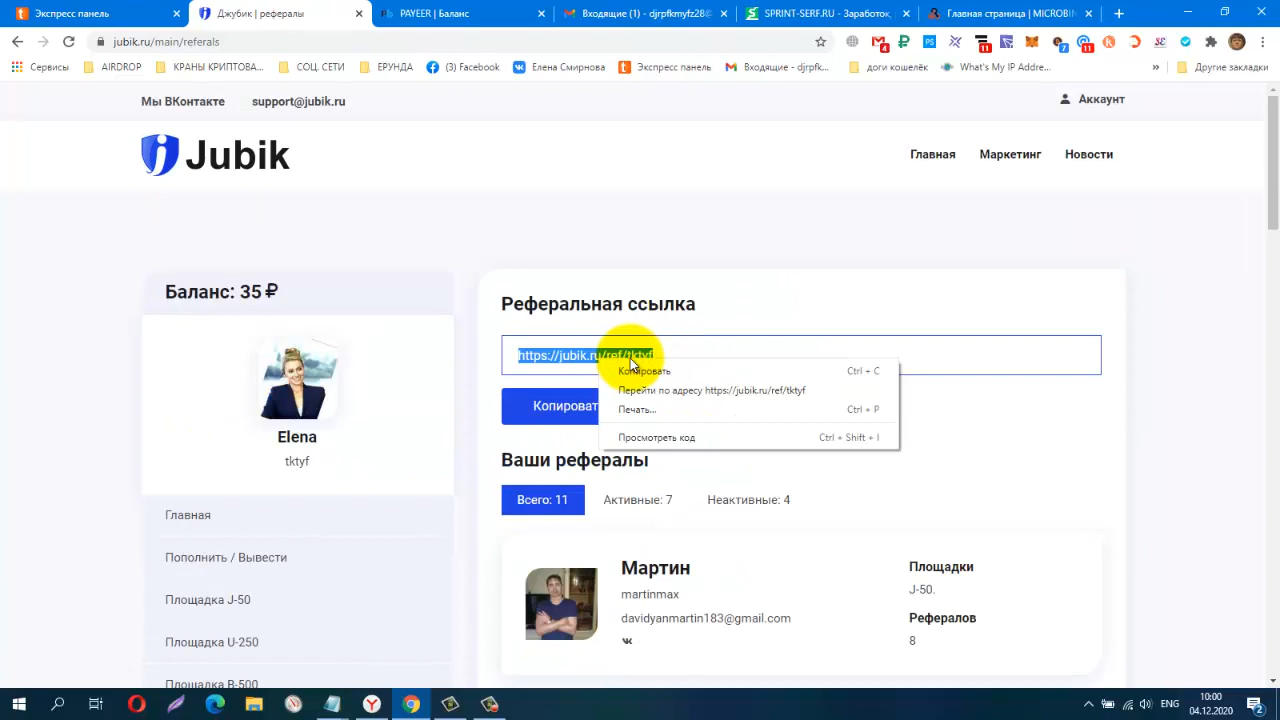 Экспресс панель
Джубик | рефералы
PAYEER | Баланс
Входящие (12) - djrpfkmyfz28@
SPRINT-SERF.RU - Заработок,
Главная страница | MICROBIN
jubik.ru/main/referals
Сервисы
AIRDROP
КРАНЫ КРИПТОВА...
СОЦ. СЕТИ
ЕРУНДА
(3) Facebook
Елена Смирнова
Экспресс панель
Входящие - djrpfk...
доги кошелёк
What's My IP Addre...
»
Другие закладки
Мы ВКонтакте
support@jubik.ru
Аккаунт
Jubik
Главная
Маркетинг
Новости
Баланс: 35 ₽
Elena
tktyf
Главная
Пополнить / Вывести
Площадка J-50
Площадка U-250
Площадка B-500
Реферальная ссылка
https://jubik.ru/ref/tktyf
Копироват
Копировать Ctrl + C
Перейти по адресу https://jubik.ru/ref/tktyf
Печать... Ctrl + P
Просмотреть код Ctrl + Shift + I
Ваши рефералы
Всего: 11
Активные: 7
Неактивные: 4
Мартин
martinmax
davidyanmartin183@gmail.com
Площадки
J-50.
Рефералов
8
ENG
10:00
04.12.2020